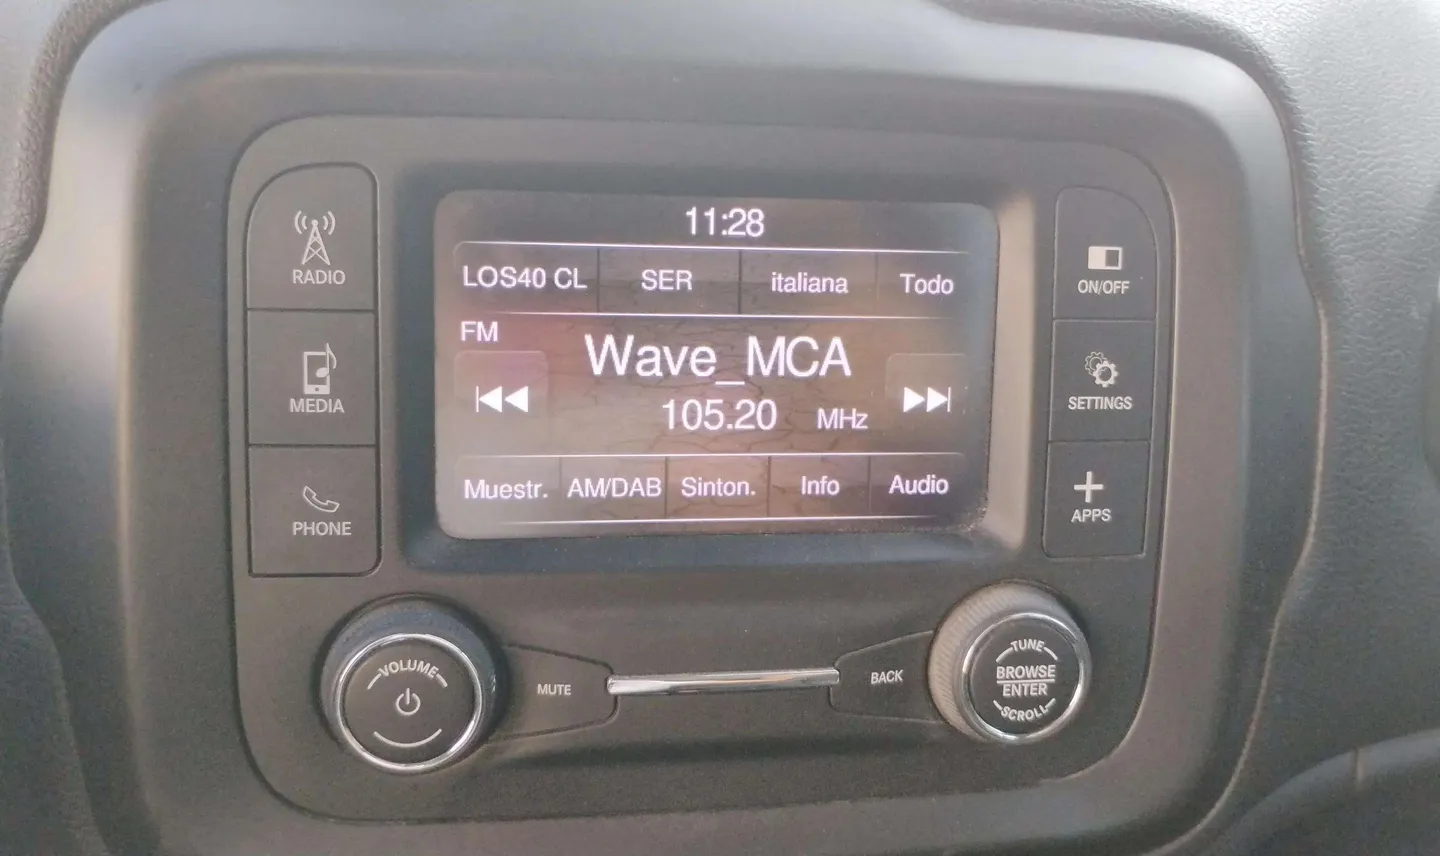 11:28
LOS40 CL SER italiana Todo
FM
Wave_MCA
105.20 MHz
Muestr. AM/DAB Sinton. Info Audio
RADIO
MEDIA
PHONE
ON/OFF
SETTINGS
APPS
VOLUME
MUTE
BACK
TUNE
BROWSE
ENTER
SCROLL